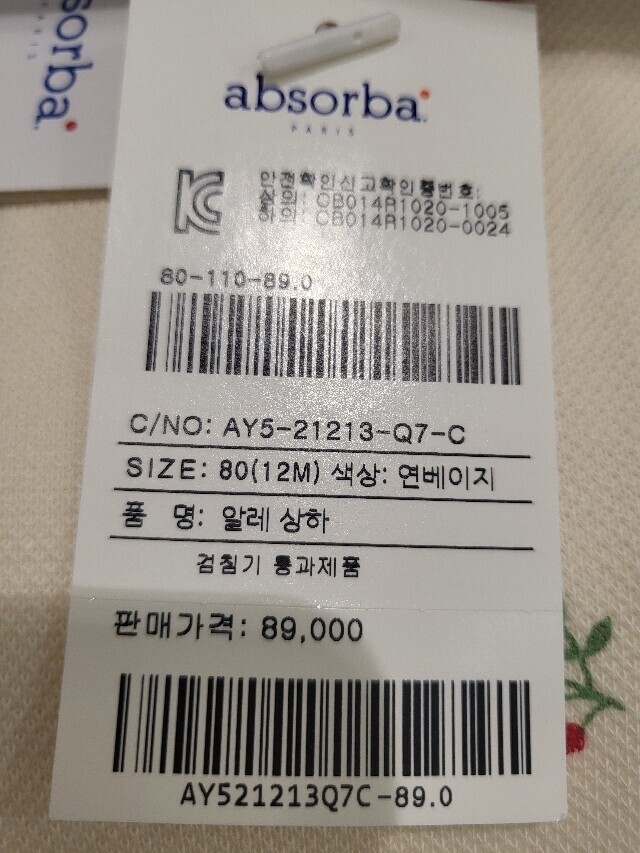 absorba
absorba
PARIS
안전확인신고확인증번호:
상의: CB014R1020-1005
하의: CB014R1020-0024
80-110-89.0
C/NO: AY5-21213-Q7-C
SIZE: 80(12M) 색상: 연베이지
품 명: 알레 상하
검침기 통과제품
판매가격: 89,000
AY521213Q7C-89.0